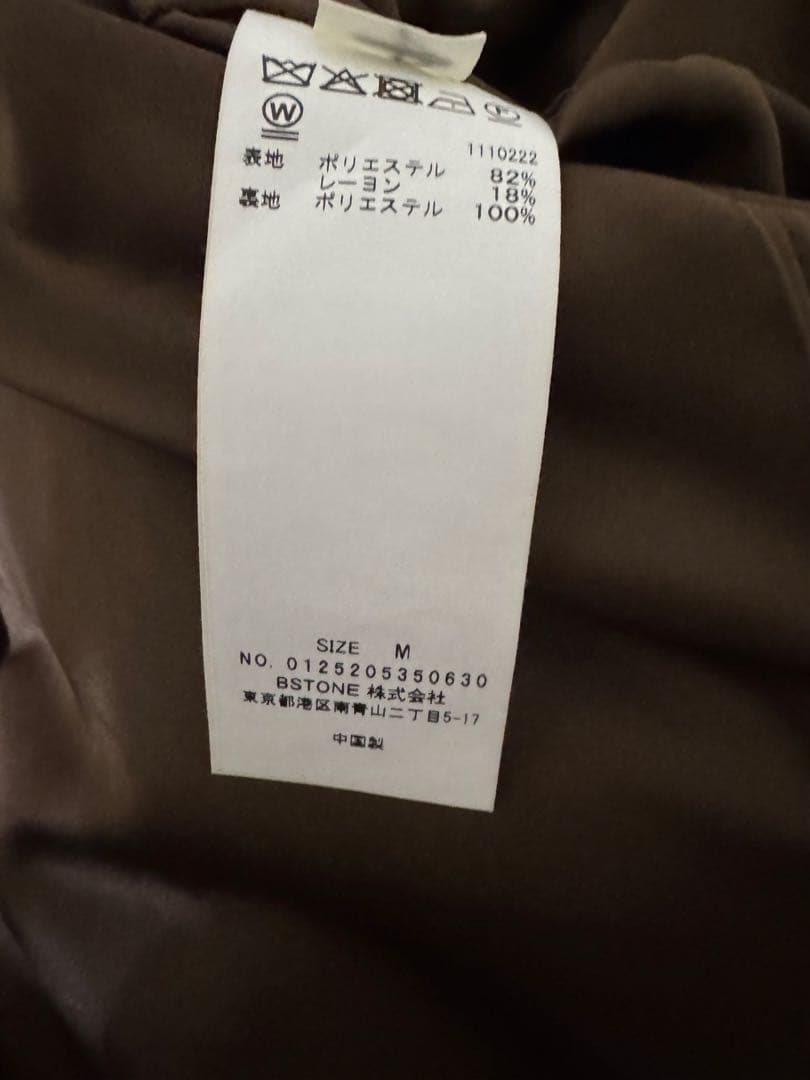 W
1110222
表地 ポリエステル 82%
レーヨン 18%
裏地 ポリエステル 100%
SIZE M
NO. 0125205350630
BSTONE 株式会社
東京都港区南青山二丁目5-17
中国製